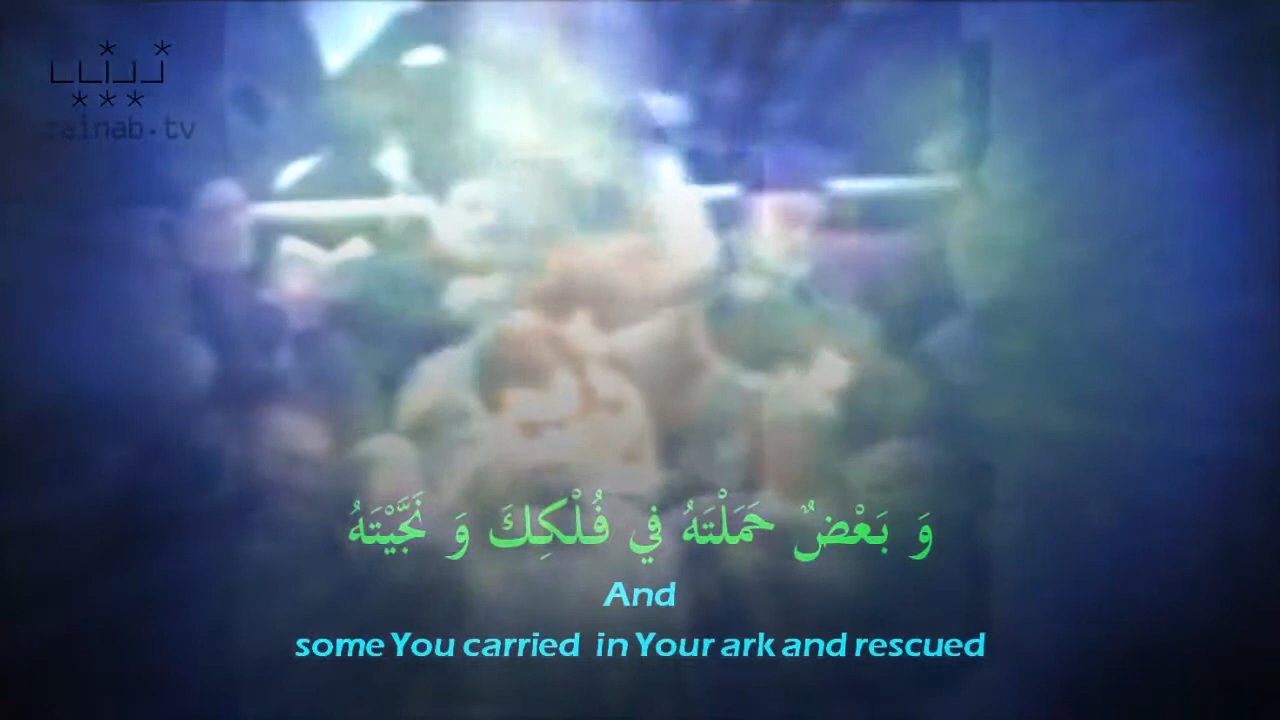 zainab.tv
وَ بَعْضٌ حَمَلْتَهُ فِي فُلْكِكَ وَ نَجَّيْتَهُ
And
some You carried in Your ark and rescued